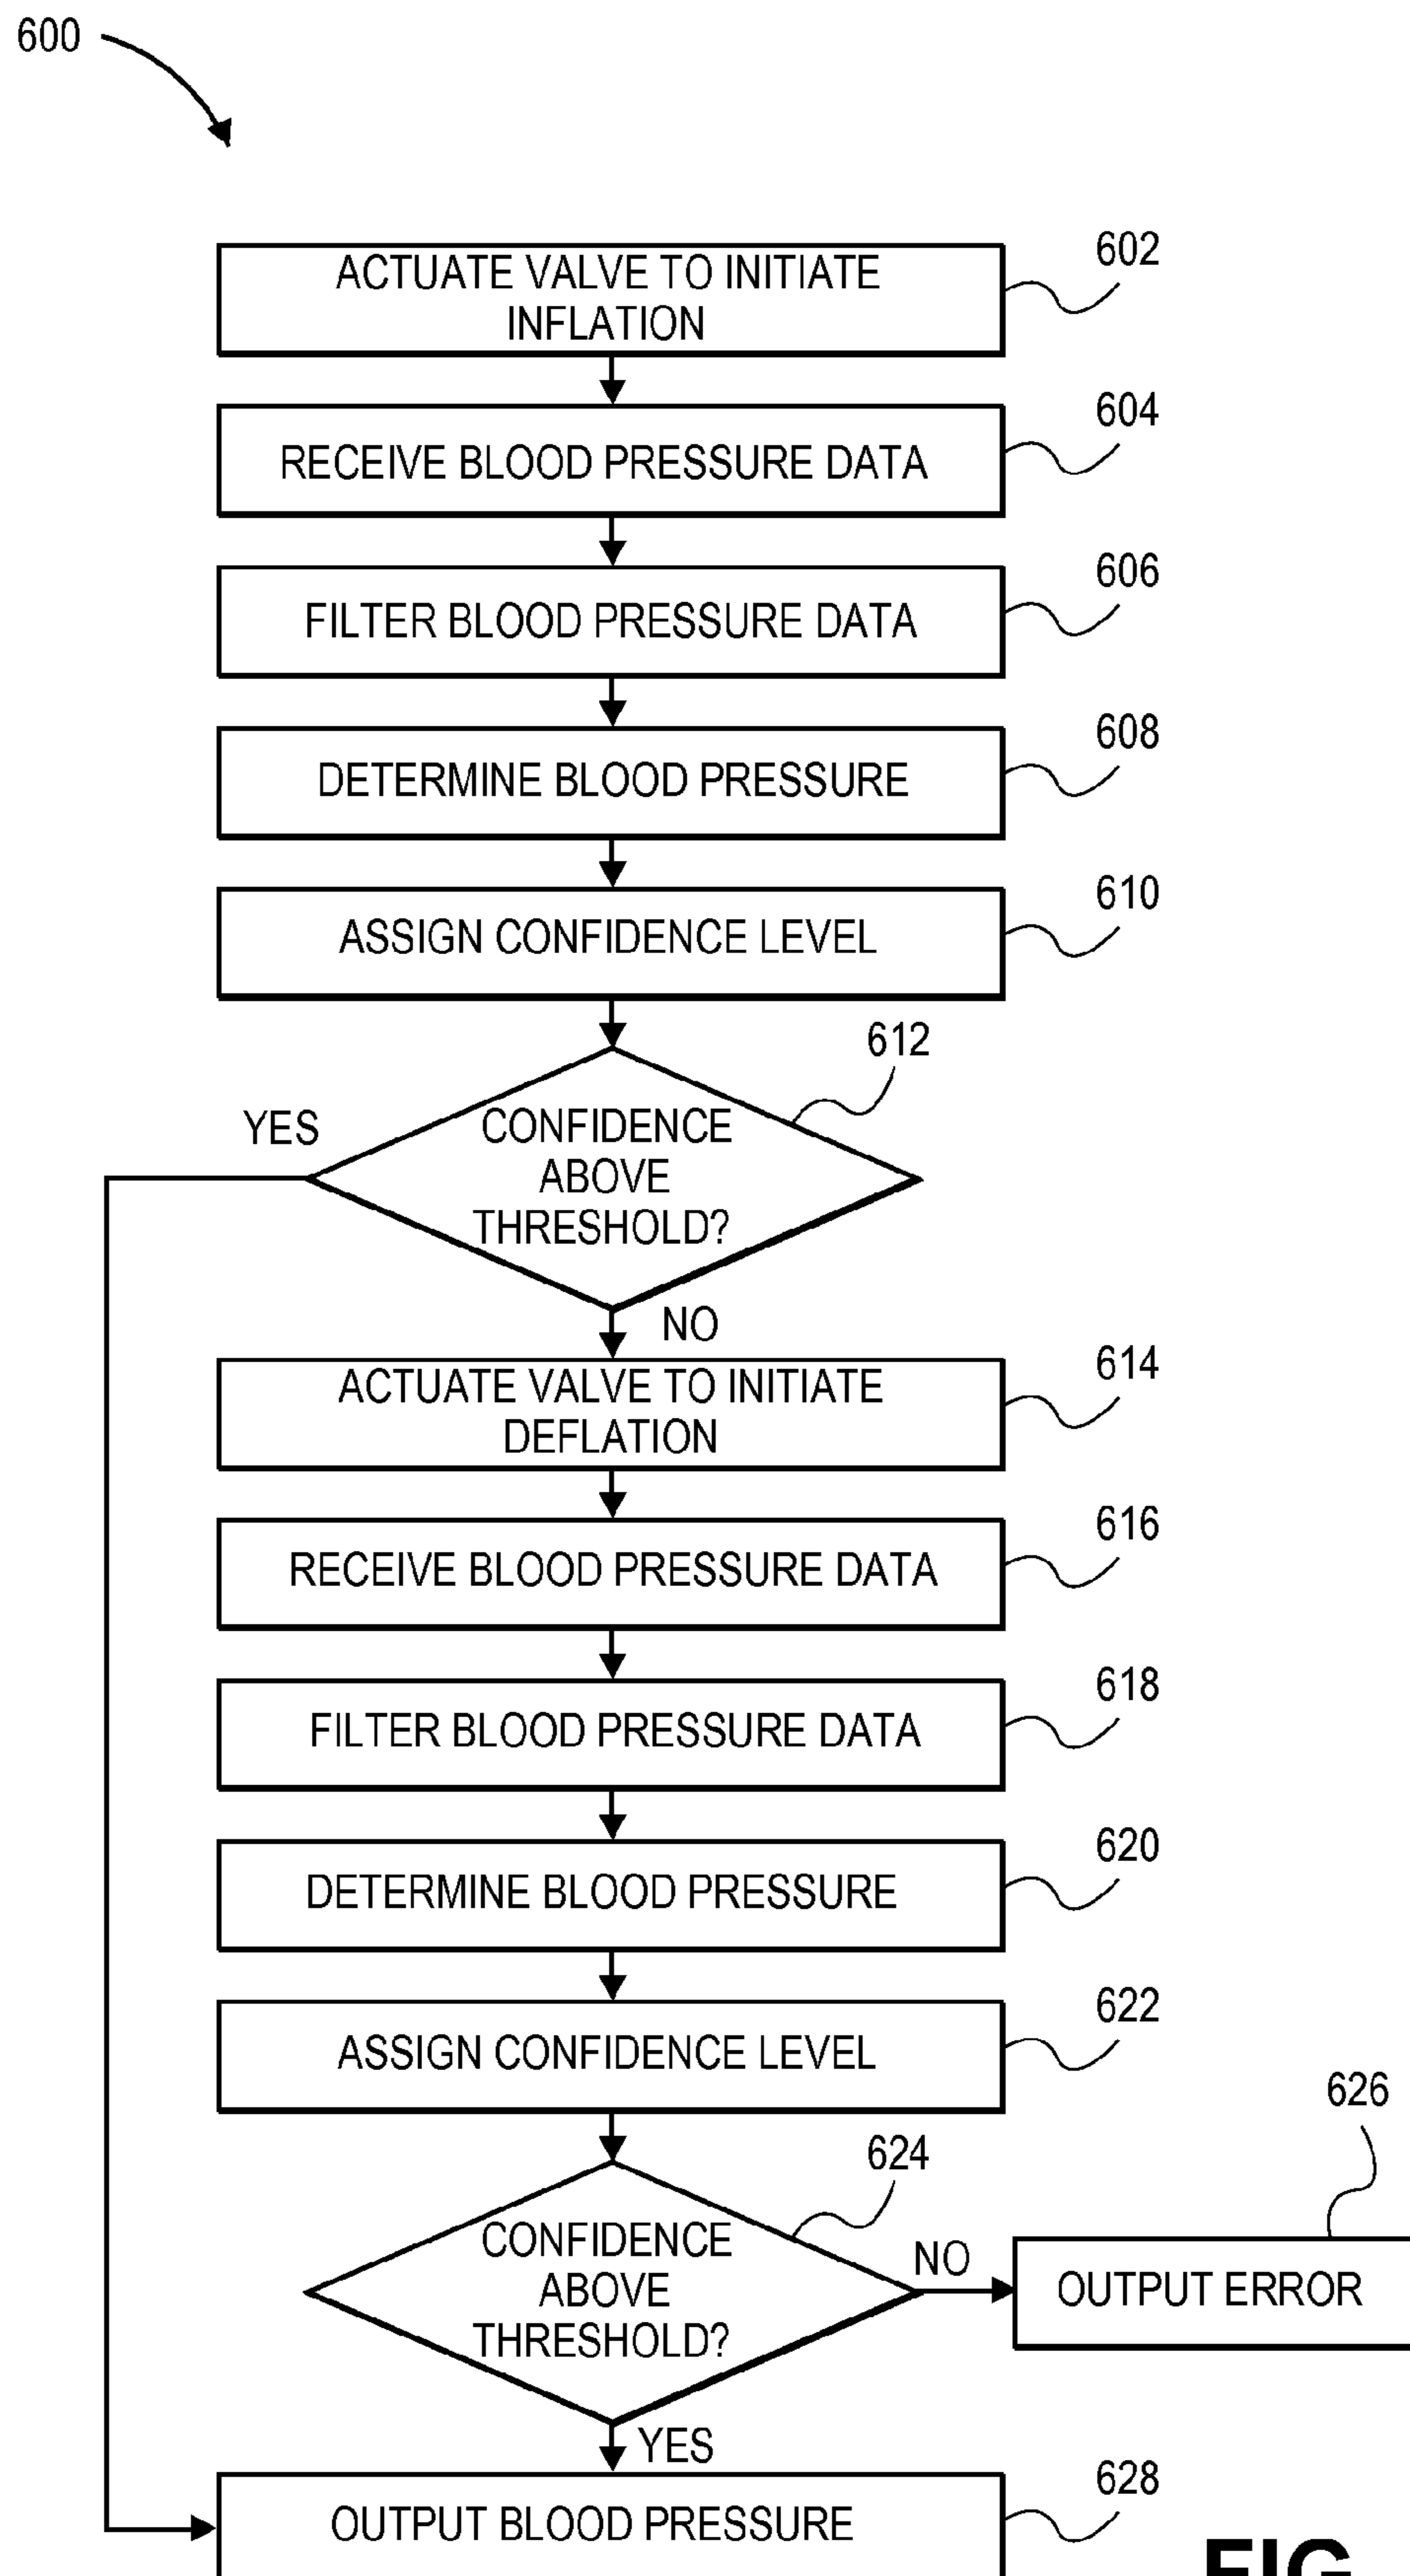 600
ACTUATE VALVE TO INITIATE
INFLATION
602
RECEIVE BLOOD PRESSURE DATA
604
FILTER BLOOD PRESSURE DATA
606
DETERMINE BLOOD PRESSURE
608
ASSIGN CONFIDENCE LEVEL
610
612
YES
CONFIDENCE
ABOVE
THRESHOLD?
NO
ACTUATE VALVE TO INITIATE
DEFLATION
614
RECEIVE BLOOD PRESSURE DATA
616
FILTER BLOOD PRESSURE DATA
618
DETERMINE BLOOD PRESSURE
620
ASSIGN CONFIDENCE LEVEL
622
626
624
CONFIDENCE
ABOVE
THRESHOLD?
NO
OUTPUT ERROR
YES
OUTPUT BLOOD PRESSURE
628
FIG